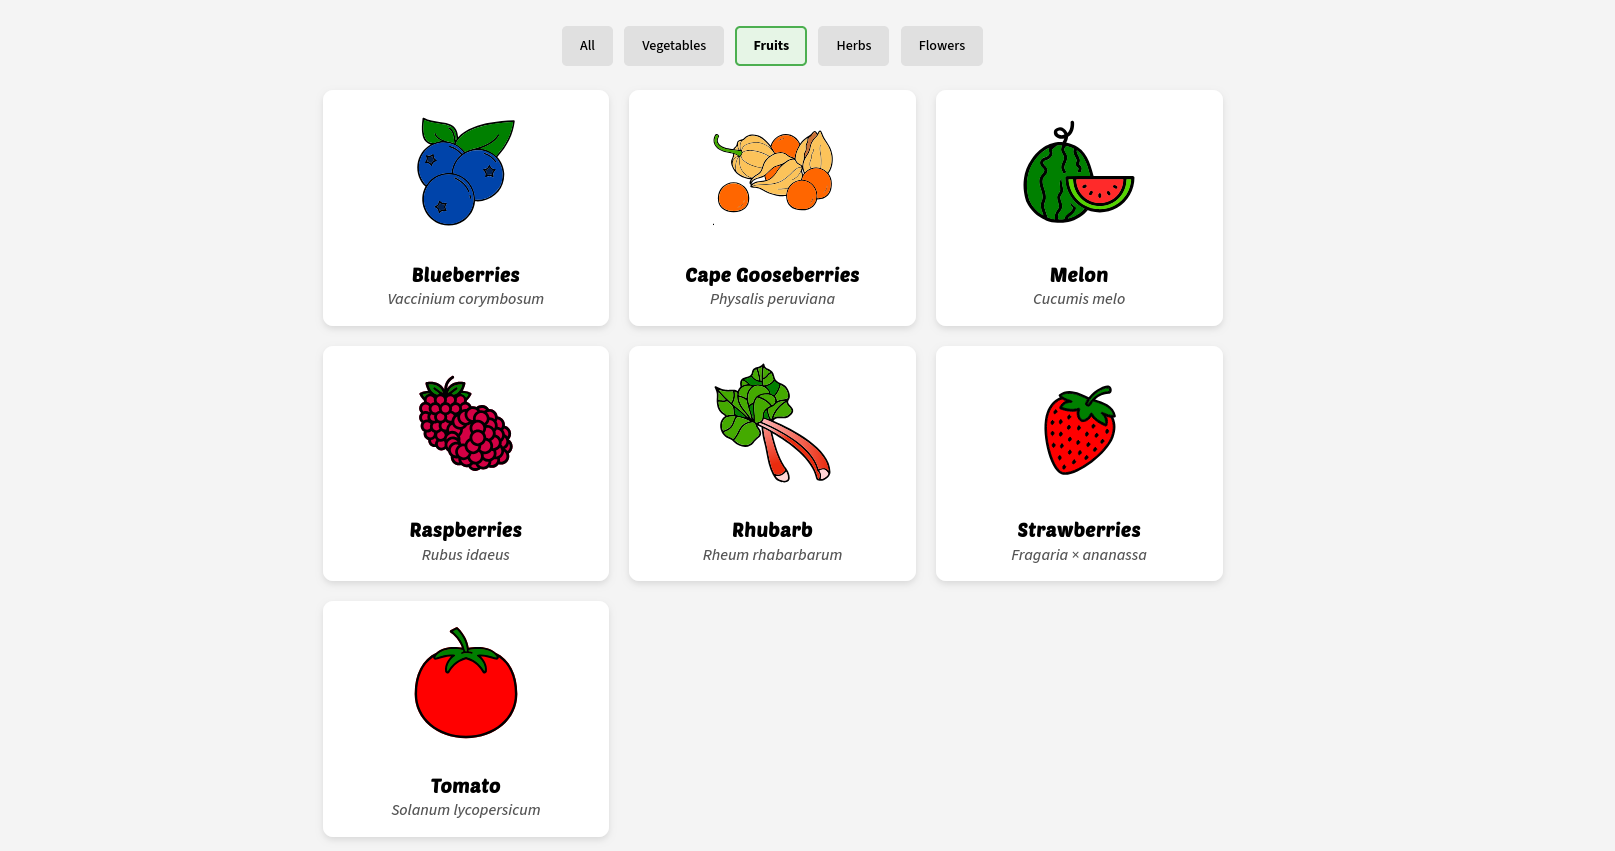 All Vegetables Fruits Herbs Flowers
Blueberries
Vaccinium corymbosum
Cape Gooseberries
Physalis peruviana
Melon
Cucumis melo
Raspberries
Rubus idaeus
Rhubarb
Rheum rhabarbarum
Strawberries
Fragaria × ananassa
Tomato
Solanum lycopersicum